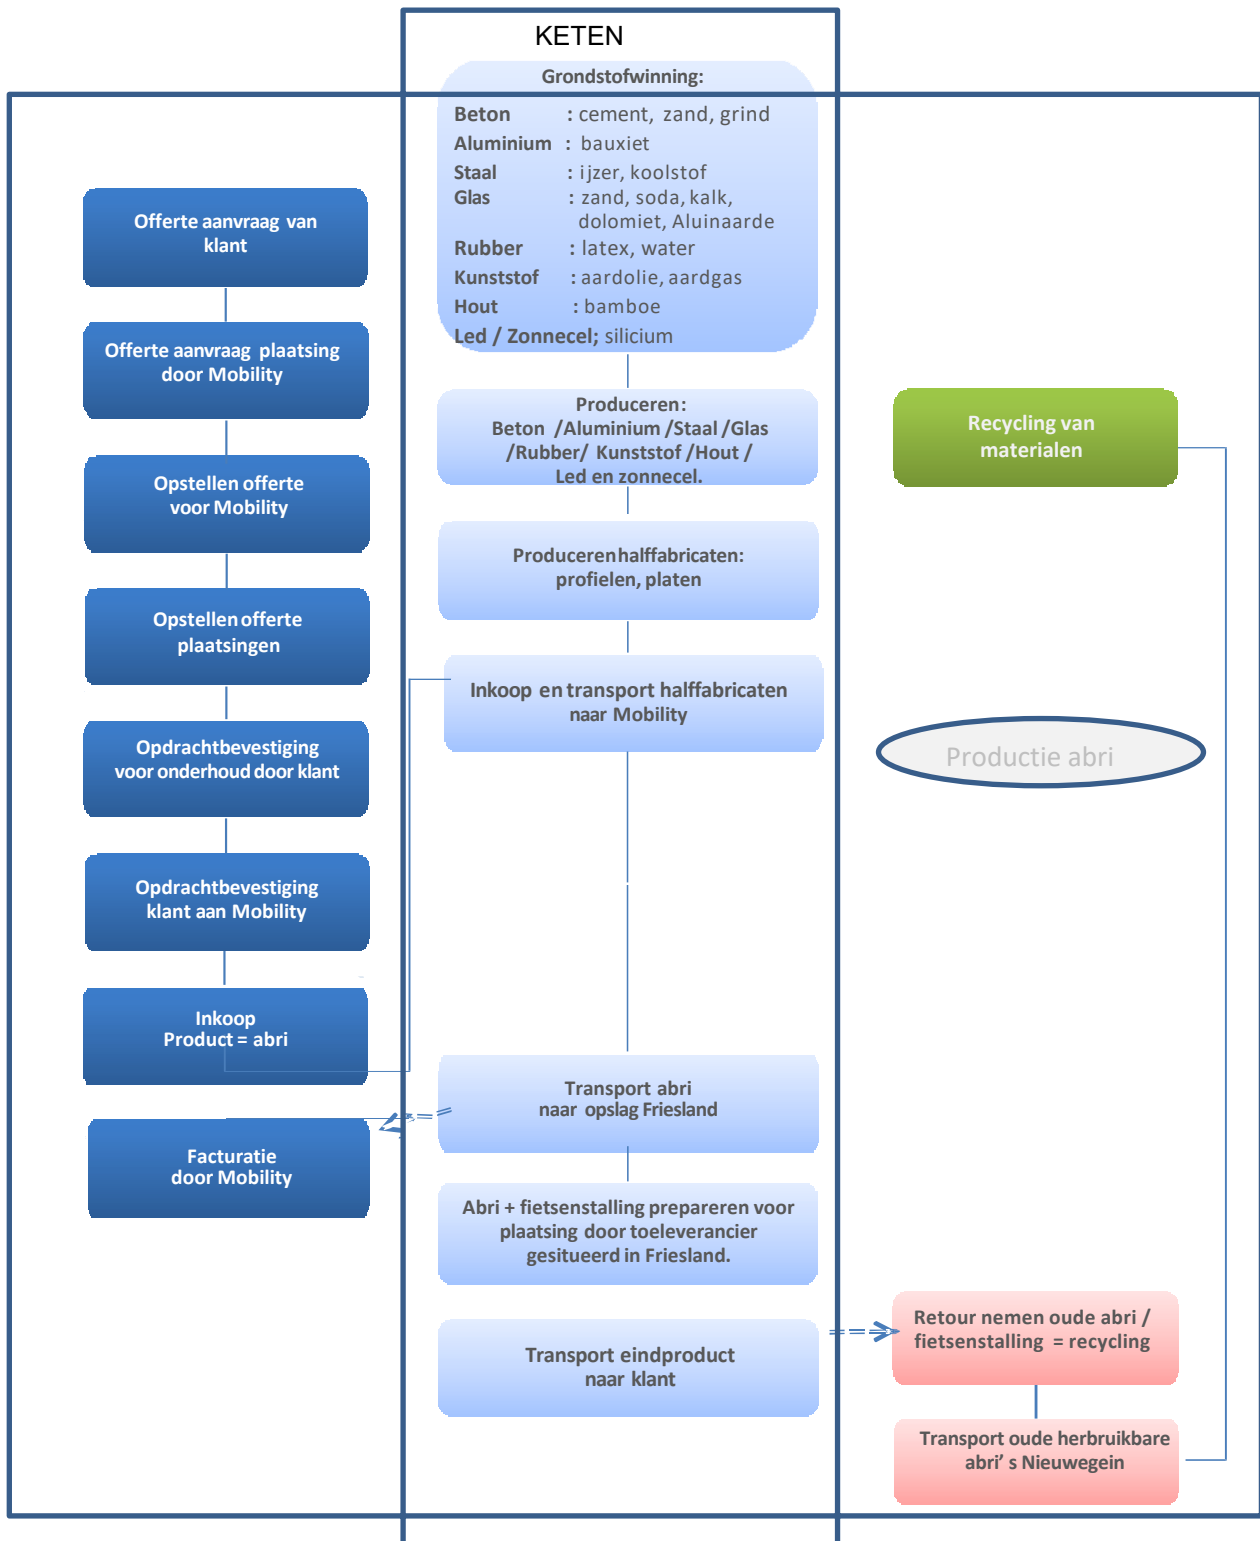 KETEN
Grondstofwinning:
Beton : cement, zand, grind
Aluminium : bauxiet
Staal : ijzer, koolstof
Glas : zand, soda, kalk,
dolomiet, Aluinaarde
Rubber : latex, water
Kunststof : aardolie, aardgas
Hout : bamboe
Led / Zonnecel; silicium
Produceren:
Beton /Aluminium /Staal /Glas
/Rubber/ Kunststof /Hout /
Led en zonnecel.
Produceren halffabricaten:
profielen, platen
Inkoop en transport halffabricaten
naar Mobility
Transport abri
naar opslag Friesland
Abri + fietsenstalling prepareren voor
plaatsing door toeleverancier
gesitueerd in Friesland.
Transport eindproduct
naar klant
Offerte aanvraag van
klant
Offerte aanvraag plaatsing
door Mobility
Opstellen offerte
voor Mobility
Opstellen offerte
plaatsingen
Opdrachtbevestiging
voor onderhoud door klant
Opdrachtbevestiging
klant aan Mobility
Inkoop
Product = abri
Facturatie
door Mobility
Recycling van
materialen
Productie abri
Retour nemen oude abri /
fietsenstalling = recycling
Transport oude herbruikbare
abri' s Nieuwegein